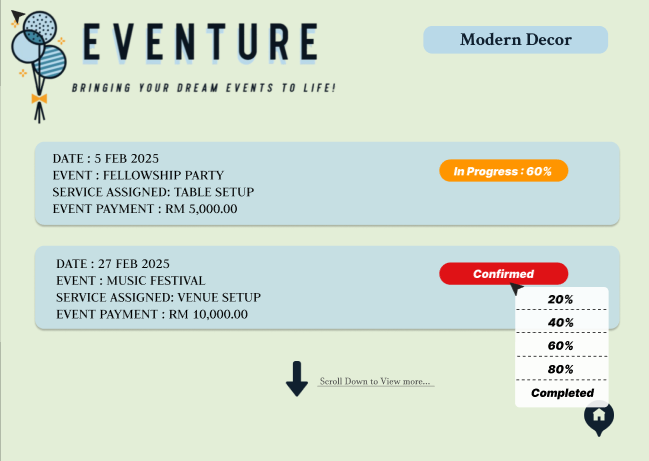 EVENTURE
BRINGING YOUR DREAM EVENTS TO LIFE!
Modern Decor
DATE : 5 FEB 2025
EVENT : FELLOWSHIP PARTY
SERVICE ASSIGNED: TABLE SETUP
EVENT PAYMENT : RM 5,000.00
In Progress : 60%
DATE : 27 FEB 2025
EVENT : MUSIC FESTIVAL
SERVICE ASSIGNED: VENUE SETUP
EVENT PAYMENT : RM 10,000.00
Confirmed
20%
40%
60%
80%
Completed
Scroll Down to View more...